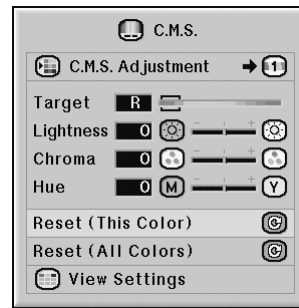 C.M.S.
C.M.S. Adjustment 1
Target R
Lightness 0 - +
Chroma 0 - +
Hue 0 M - + Y
Reset (This Color)
Reset (All Colors)
View Settings